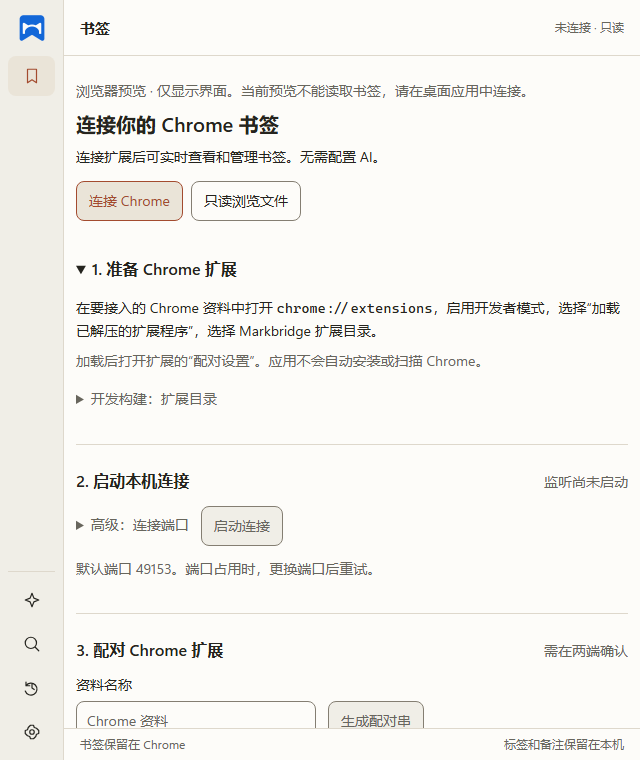 书签
未连接 · 只读
浏览器预览 · 仅显示界面。当前预览不能读取书签，请在桌面应用中连接。
连接你的 Chrome 书签
连接扩展后可实时查看和管理书签。无需配置 AI。
连接 Chrome
只读浏览文件
▼ 1. 准备 Chrome 扩展
在要接入的 Chrome 资料中打开 chrome://extensions，启用开发者模式，选择“加载
已解压的扩展程序”，选择 Markbridge 扩展目录。
加载后打开扩展的“配对设置”。应用不会自动安装或扫描 Chrome。
▶ 开发构建：扩展目录
2. 启动本机连接
监听尚未启动
▶ 高级：连接端口
启动连接
默认端口 49153。端口占用时，更换端口后重试。
3. 配对 Chrome 扩展
需在两端确认
资料名称
Chrome 资料
生成配对串
书签保留在 Chrome
标签和备注保留在本机